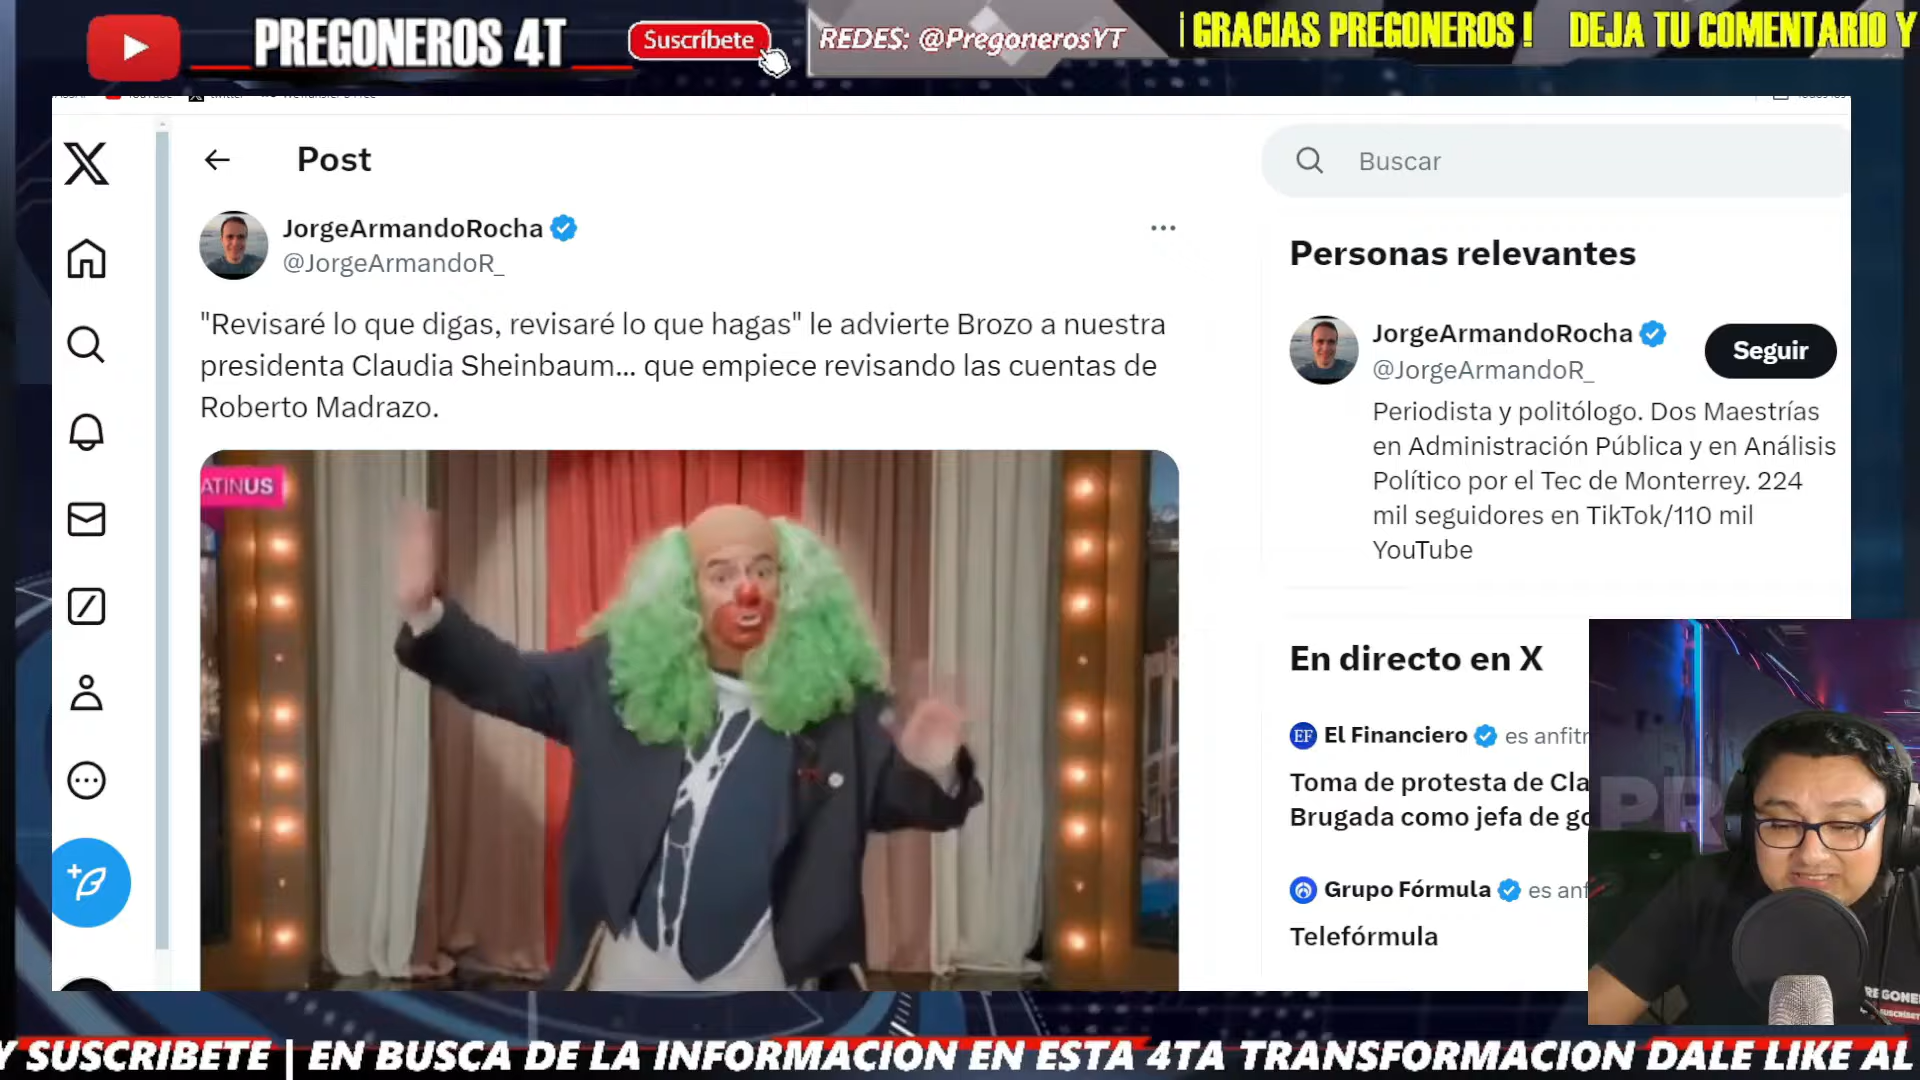 PREGONEROS 4T
Suscríbete
REDES: @PregonerosYT
¡ GRACIAS PREGONEROS ! DEJA TU COMENTARIO Y
Post
Buscar
JorgeArmandoRocha
@JorgeArmandoR_
"Revisaré lo que digas, revisaré lo que hagas" le advierte Brozo a nuestra
presidenta Claudia Sheinbaum... que empiece revisando las cuentas de
Roberto Madrazo.
ATINUS
Personas relevantes
JorgeArmandoRocha
@JorgeArmandoR_
Seguir
Periodista y politólogo. Dos Maestrías
en Administración Pública y en Análisis
Político por el Tec de Monterrey. 224
mil seguidores en TikTok/110 mil
YouTube
En directo en X
EF El Financiero es anfitr
Toma de protesta de Cla
Brugada como jefa de go
Grupo Fórmula es anf
Telefórmula
PR
Y SUSCRIBETE | EN BUSCA DE LA INFORMACION EN ESTA 4TA TRANSFORMACION DALE LIKE AL